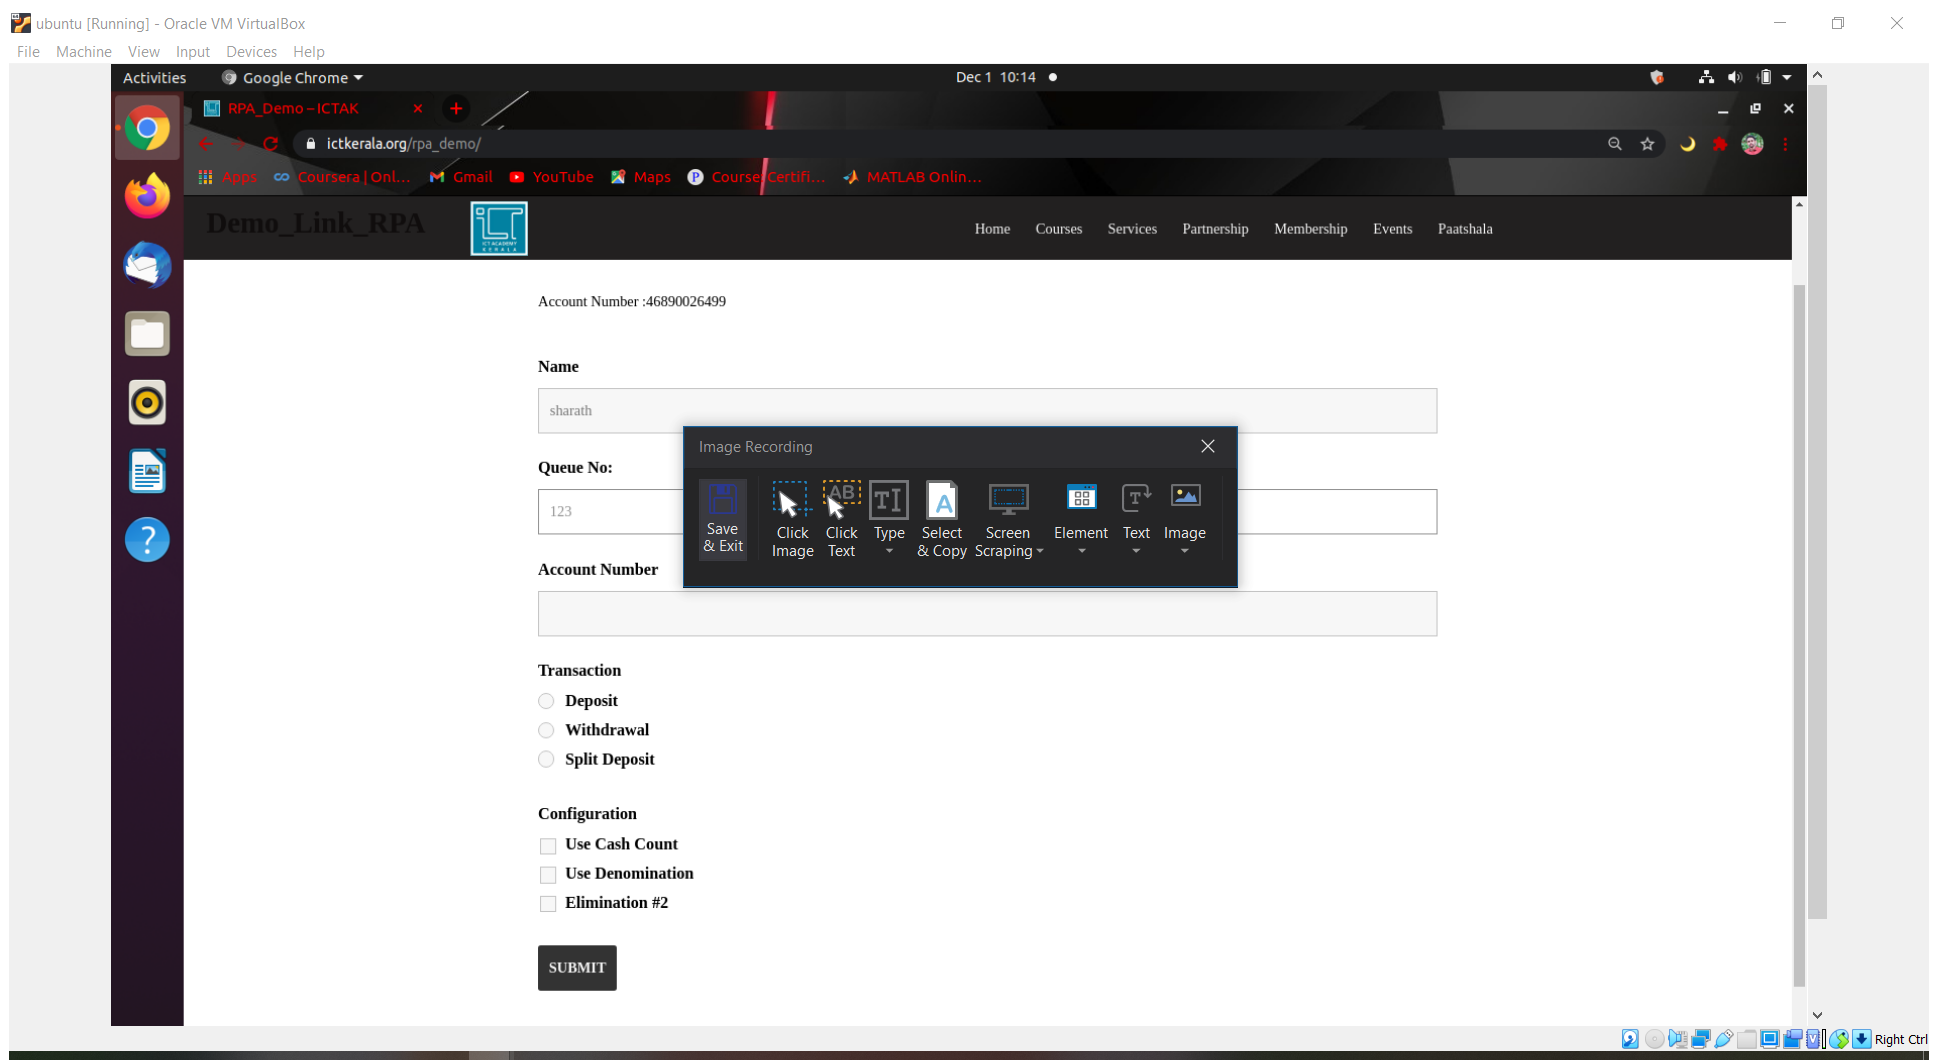 ubuntu [Running] - Oracle VM VirtualBox
File Machine View Input Devices Help
Activities Google Chrome Dec 1 10:14
RPA_Demo – ICTAK
ictkerala.org/rpa_demo/
Apps Coursera | Onl... Gmail YouTube Maps Course Certifi... MATLAB Onlin...
Demo_Link_RPA ICT ACADEMY KERALA Home Courses Services Partnership Membership Events Paatshala
Account Number :46890026499
Name
sharath
Image Recording
Queue No:
123
Save & Exit
Click Image
Click Text
Type
Select & Copy
Screen Scraping
Element
Text
Image
Account Number
Transaction
Deposit
Withdrawal
Split Deposit
Configuration
Use Cash Count
Use Denomination
Elimination #2
SUBMIT
Right Ctrl